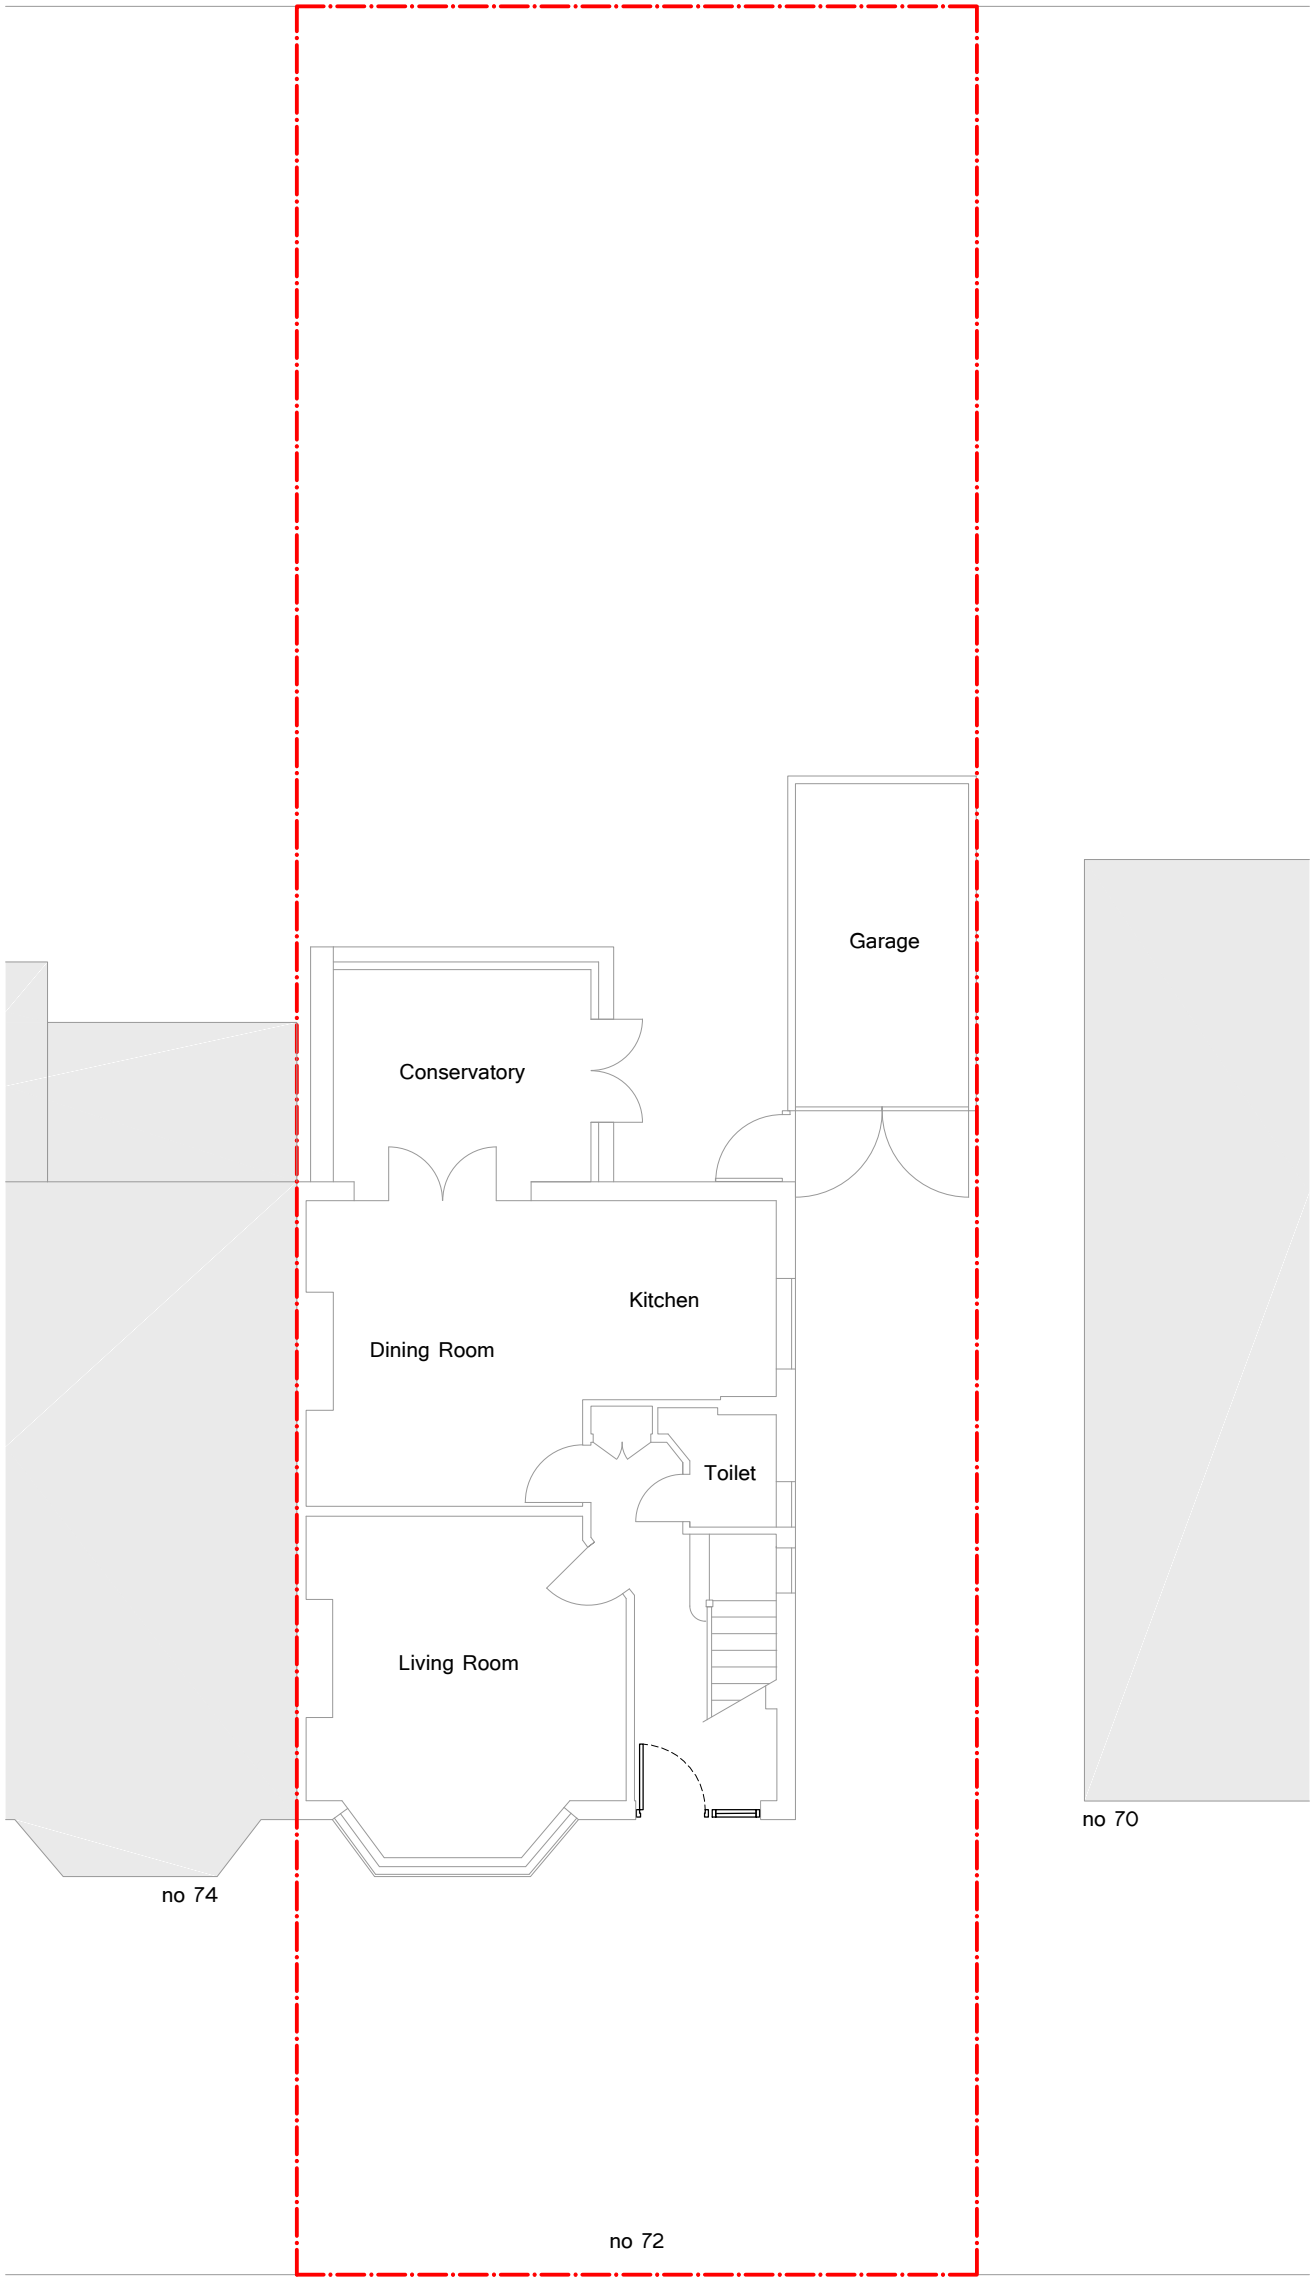 Garage
Conservatory
Kitchen
Dining Room
Toilet
Living Room
no 70
no 74
no 72